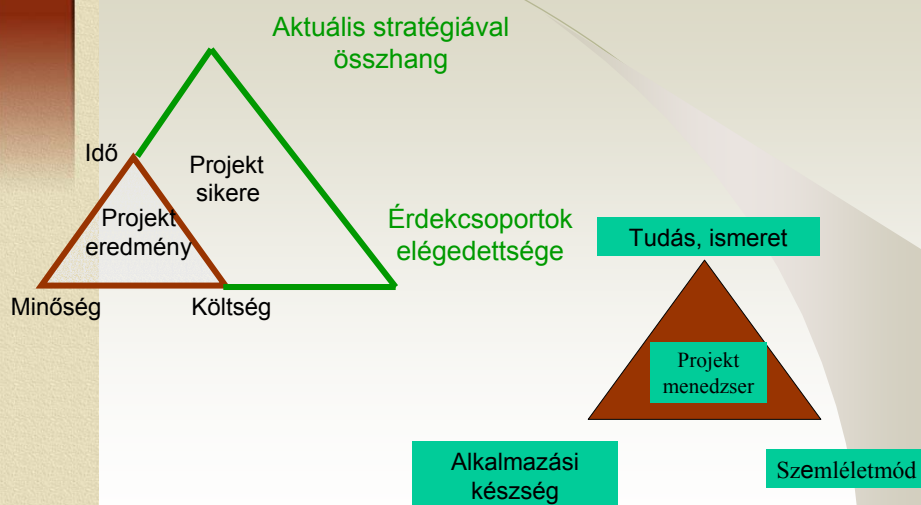 Aktuális stratégiával
összhang
Idő
Projekt
sikere
Projekt
eredmény
Érdekcsoportok
elégedettsége
Minőség
Költség
Tudás, ismeret
Projekt
menedzser
Alkalmazási
készség
Szemléletmód